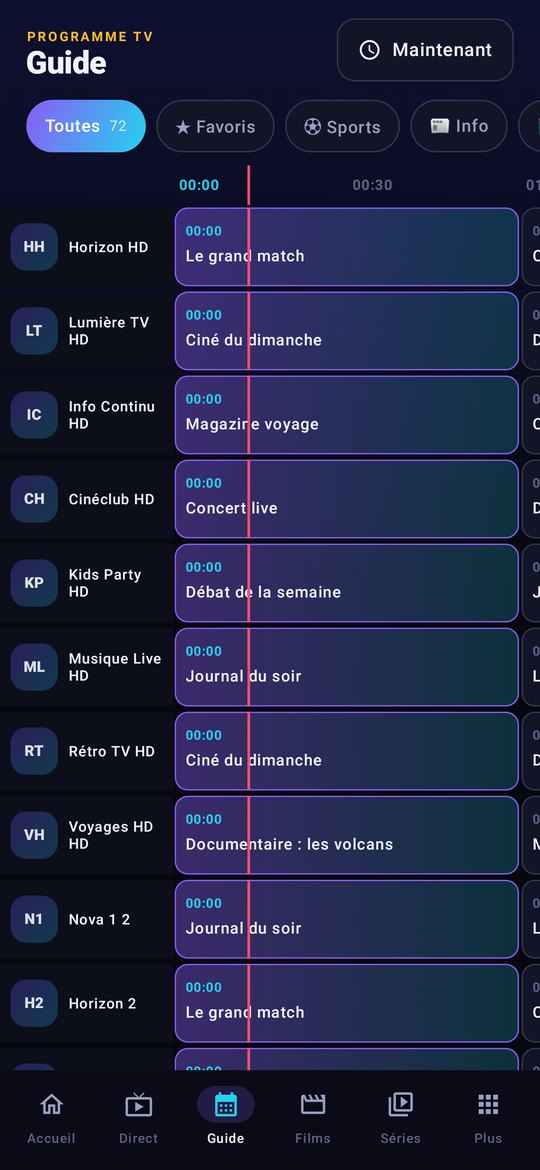 PROGRAMME TV
Guide
Maintenant
Toutes 72
Favoris
Sports
Info
00:00 00:30
HH Horizon HD
00:00
Le grand match
LT Lumière TV HD
00:00
Ciné du dimanche
IC Info Continu HD
00:00
Magazine voyage
CH Cinéclub HD
00:00
Concert live
KP Kids Party HD
00:00
Débat de la semaine
ML Musique Live HD
00:00
Journal du soir
RT Rétro TV HD
00:00
Ciné du dimanche
VH Voyages HD HD
00:00
Documentaire : les volcans
N1 Nova 1 2
00:00
Journal du soir
H2 Horizon 2
00:00
Le grand match
Accueil
Direct
Guide
Films
Séries
Plus